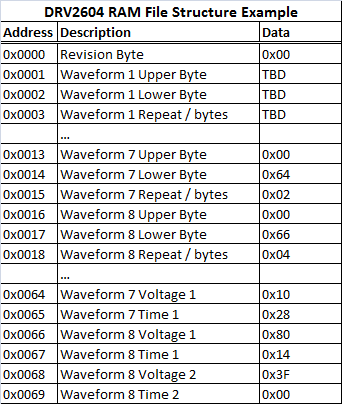 DRV2604 RAM File Structure Example
Address Description Data
0x0000 Revision Byte 0x00
0x0001 Waveform 1 Upper Byte TBD
0x0002 Waveform 1 Lower Byte TBD
0x0003 Waveform 1 Repeat / bytes TBD
...
0x0013 Waveform 7 Upper Byte 0x00
0x0014 Waveform 7 Lower Byte 0x64
0x0015 Waveform 7 Repeat / bytes 0x02
0x0016 Waveform 8 Upper Byte 0x00
0x0017 Waveform 8 Lower Byte 0x66
0x0018 Waveform 8 Repeat / bytes 0x04
...
0x0064 Waveform 7 Voltage 1 0x10
0x0065 Waveform 7 Time 1 0x28
0x0066 Waveform 8 Voltage 1 0x80
0x0067 Waveform 8 Time 1 0x14
0x0068 Waveform 8 Voltage 2 0x3F
0x0069 Waveform 8 Time 2 0x00